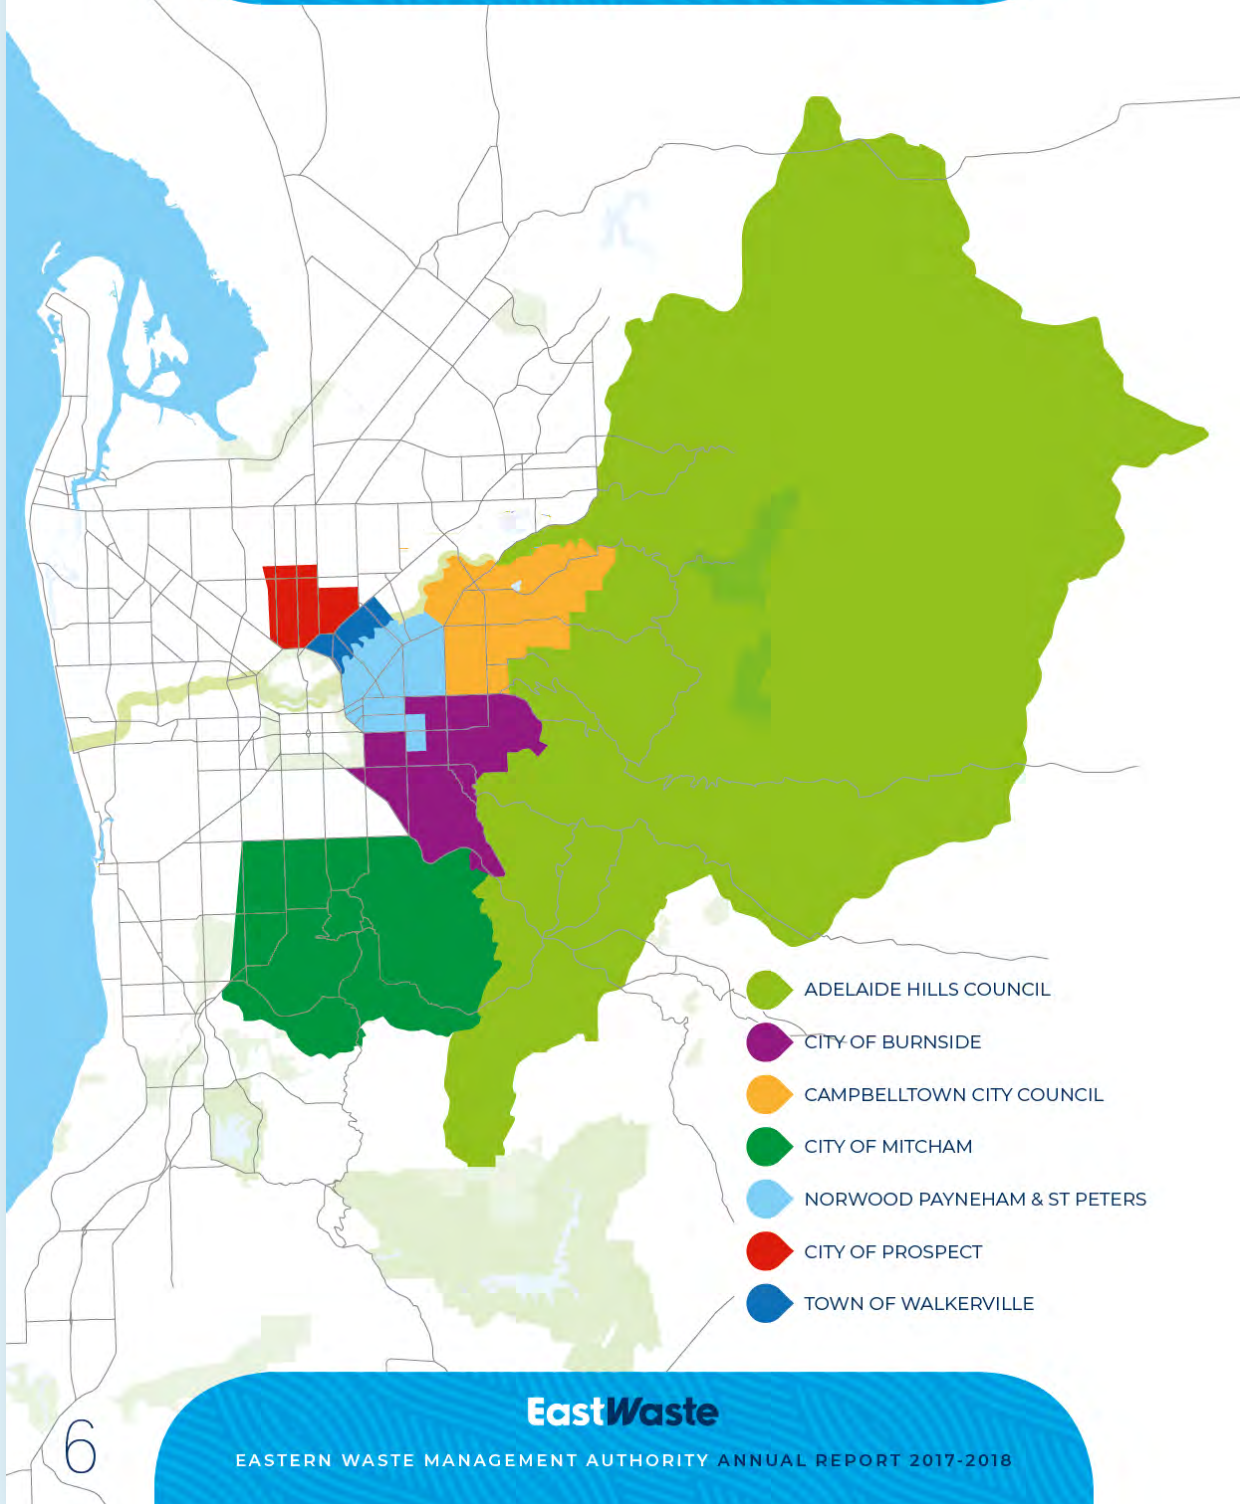 ADELAIDE HILLS COUNCIL
CITY OF BURNSIDE
CAMPBELLTOWN CITY COUNCIL
CITY OF MITCHAM
NORWOOD PAYNEHAM & ST PETERS
CITY OF PROSPECT
TOWN OF WALKERVILLE
6
EastWaste
EASTERN WASTE MANAGEMENT AUTHORITY ANNUAL REPORT 2017-2018